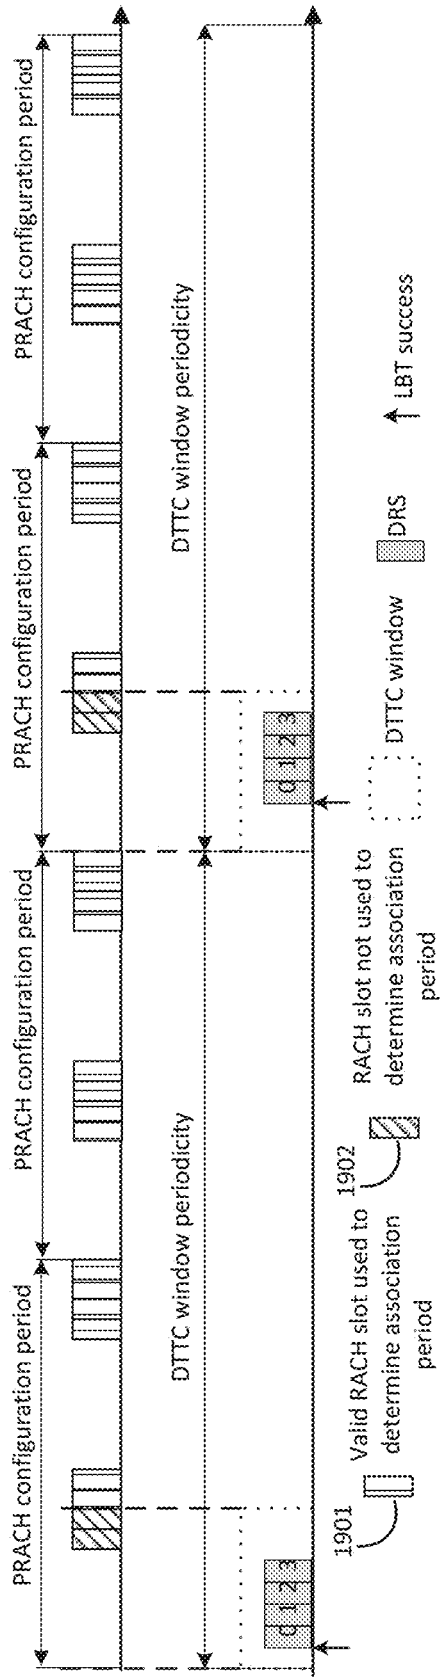 PRACH configuration period
PRACH configuration period
PRACH configuration period
PRACH configuration period
DTTC window periodicity
DTTC window periodicity
0 1 2 3
0 1 2 3
1901
Valid RACH slot used to
determine association
period
1902
RACH slot not used to
determine association
period
DTTC window
DRS
LBT success